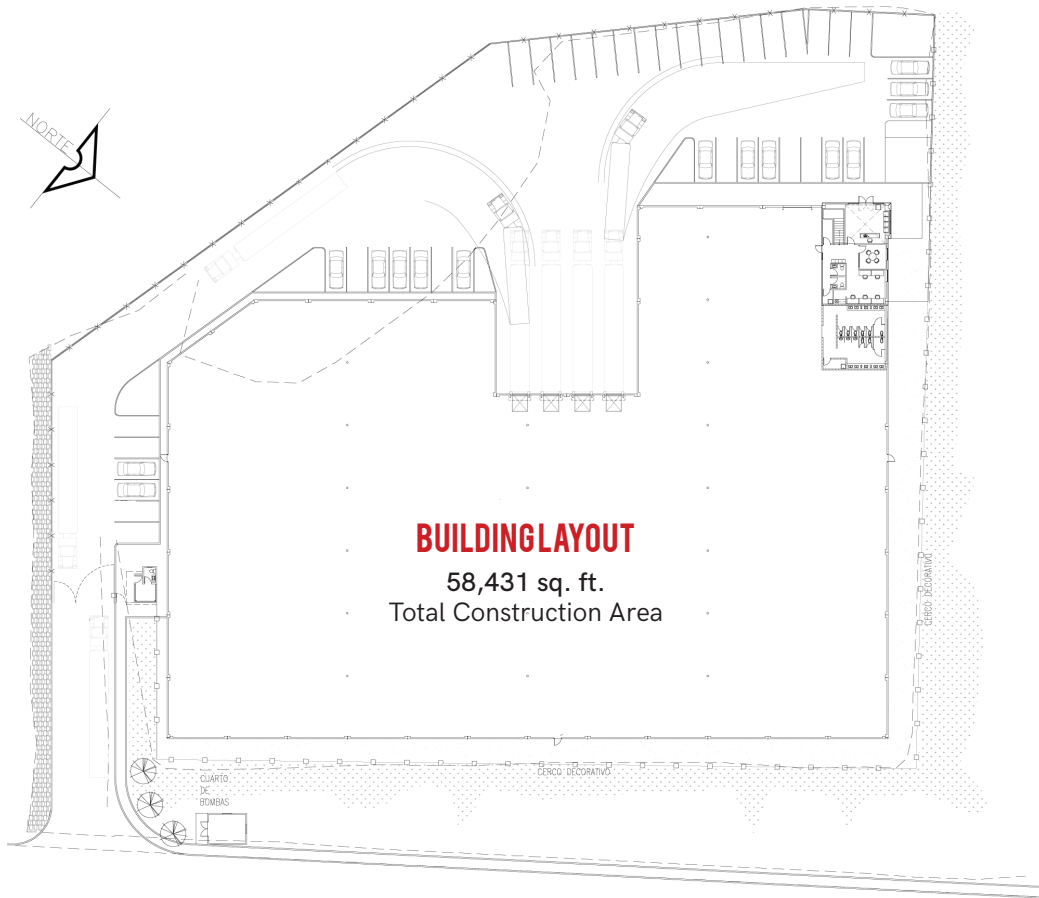 NORTE
BUILDING LAYOUT
58,431 sq. ft.
Total Construction Area
CERCO DECORATIVO
CERCO DECORATIVO
CUARTO
DE
BOMBAS